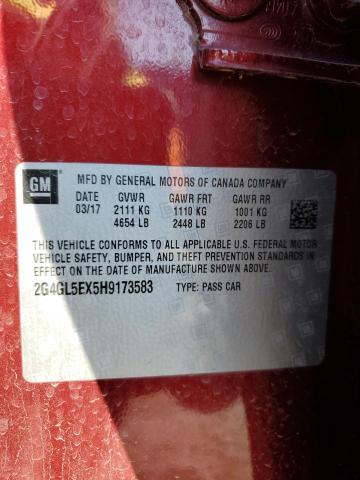 GM
MFD BY GENERAL MOTORS OF CANADA COMPANY
DATE GVWR GAWR FRT GAWR RR
03/17 2111 KG 1110 KG 1001 KG
4654 LB 2448 LB 2206 LB
THIS VEHICLE CONFORMS TO ALL APPLICABLE U.S. FEDERAL MOTOR
VEHICLE SAFETY, BUMPER, AND THEFT PREVENTION STANDARDS
IN EFFECT ON THE DATE OF MANUFACTURE SHOWN ABOVE.
2G4GL5EX5H9173583 TYPE: PASS CAR